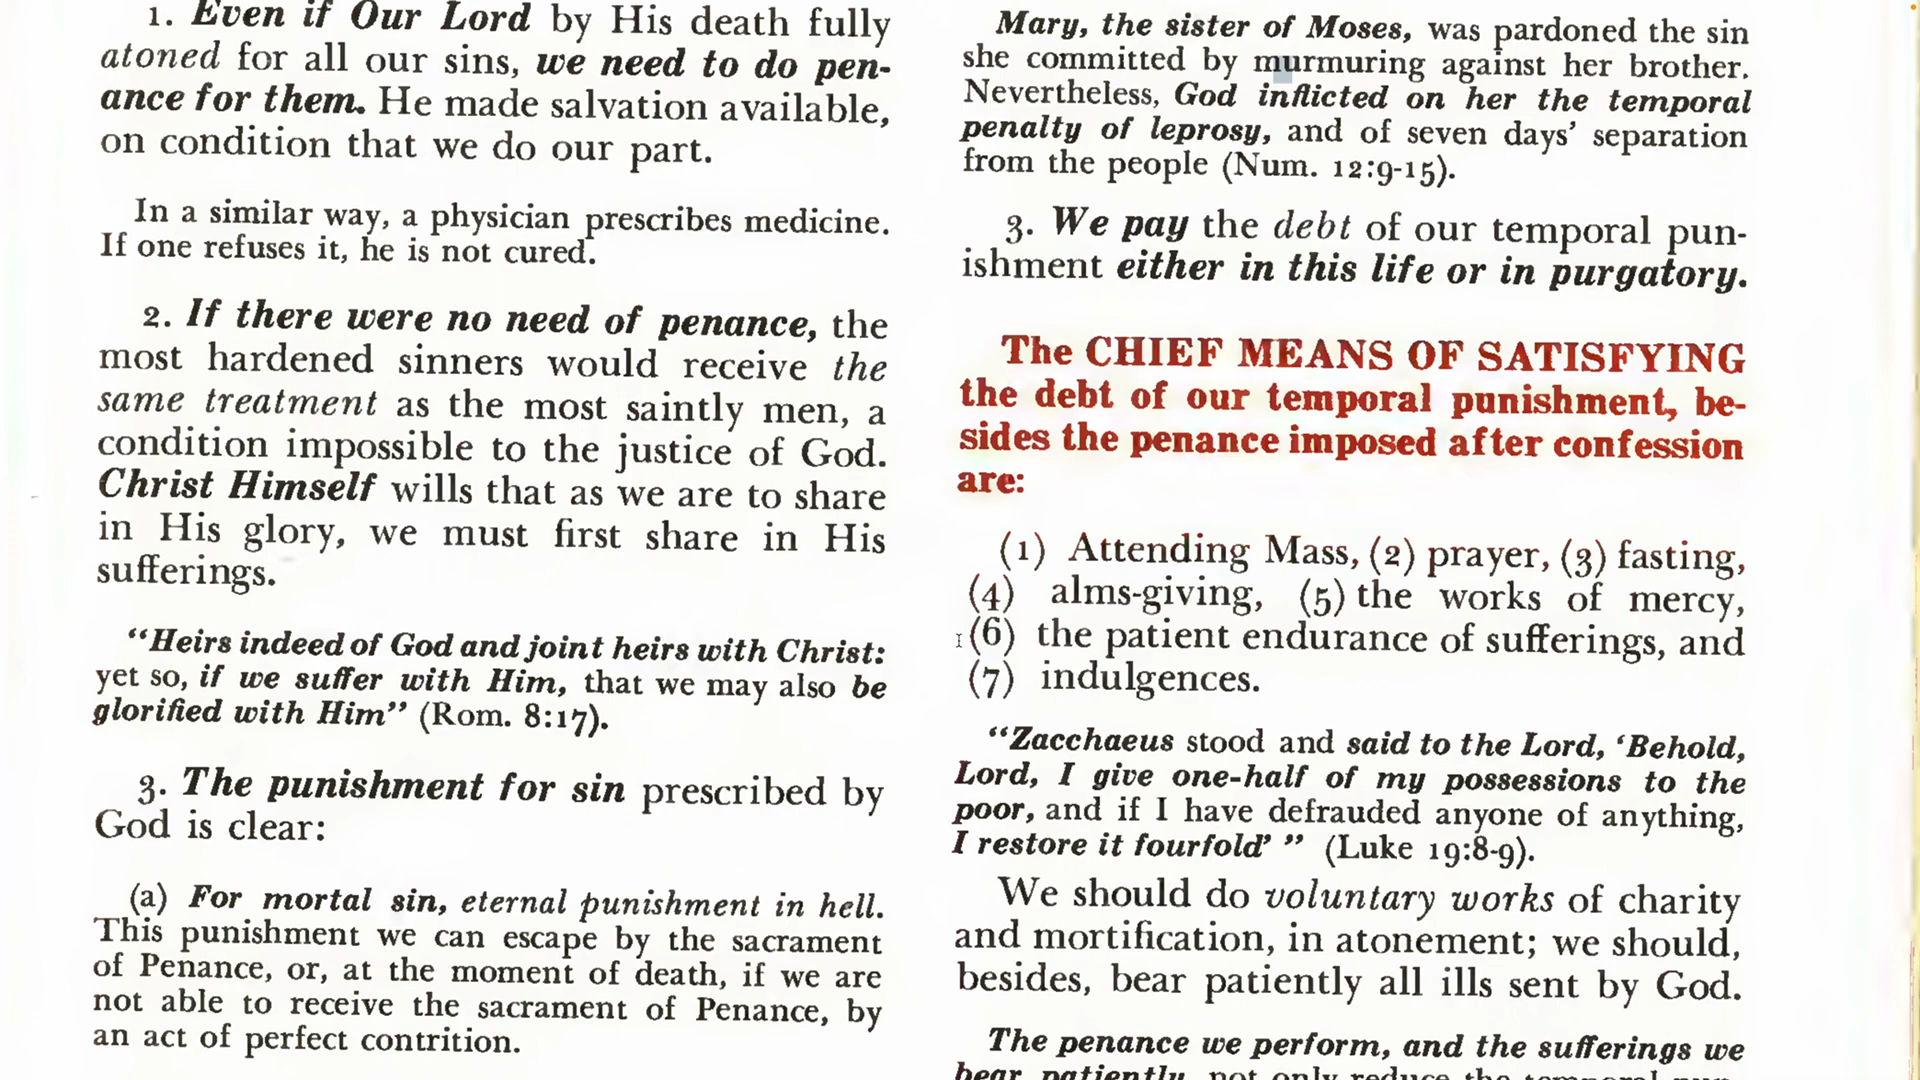 1. Even if Our Lord by His death fully
atoned for all our sins, we need to do pen-
ance for them. He made salvation available,
on condition that we do our part.
In a similar way, a physician prescribes medicine.
If one refuses it, he is not cured.
2. If there were no need of penance, the
most hardened sinners would receive the
same treatment as the most saintly men, a
condition impossible to the justice of God.
Christ Himself wills that as we are to share
in His glory, we must first share in His
sufferings.
“Heirs indeed of God and joint heirs with Christ:
yet so, if we suffer with Him, that we may also be
glorified with Him” (Rom. 8:17).
3. The punishment for sin prescribed by
God is clear:
(a) For mortal sin, eternal punishment in hell.
This punishment we can escape by the sacrament
of Penance, or, at the moment of death, if we are
not able to receive the sacrament of Penance, by
an act of perfect contrition.
Mary, the sister of Moses, was pardoned the sin
she committed by murmuring against her brother.
Nevertheless, God inflicted on her the temporal
penalty of leprosy, and of seven days’ separation
from the people (Num. 12:9-15).
3. We pay the debt of our temporal pun-
ishment either in this life or in purgatory.
The CHIEF MEANS OF SATISFYING
the debt of our temporal punishment, be-
sides the penance imposed after confession
are:
(1) Attending Mass, (2) prayer, (3) fasting,
(4) alms-giving, (5) the works of mercy,
(6) the patient endurance of sufferings, and
(7) indulgences.
“Zacchaeus stood and said to the Lord, ‘Behold,
Lord, I give one-half of my possessions to the
poor, and if I have defrauded anyone of anything,
I restore it fourfold’ ” (Luke 19:8-9).
We should do voluntary works of charity
and mortification, in atonement; we should,
besides, bear patiently all ills sent by God.
The penance we perform, and the sufferings we
bear patiently, not only reduce the temporal pun-